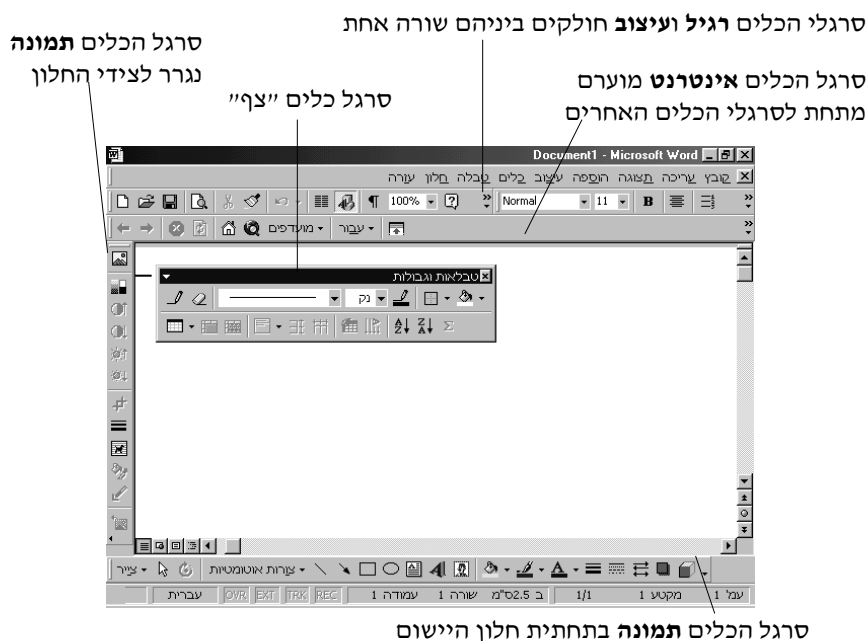 סרגלי הכלים רגיל ועיצוב חולקים ביניהם שורה אחת
סרגל הכלים תמונה
נגרר לצידי החלון
סרגל הכלים אינטרנט מוערם
מתחת לסרגלי הכלים האחרים
סרגל כלים "צף"
Document1 - Microsoft Word
קובץ עריכה תצוגה הוספה עיצוב כלים טבלה חלון עזרה
100% Normal 11 B
מועדפים עבור
טבלאות וגבולות
נק
צייר צורות אוטומטיות
עברית OVR EXT TRK REC עמודה 1 שורה 1 ב 2.5ס"מ 1/1 מקטע 1 עמ' 1
סרגל הכלים תמונה בתחתית חלון היישום